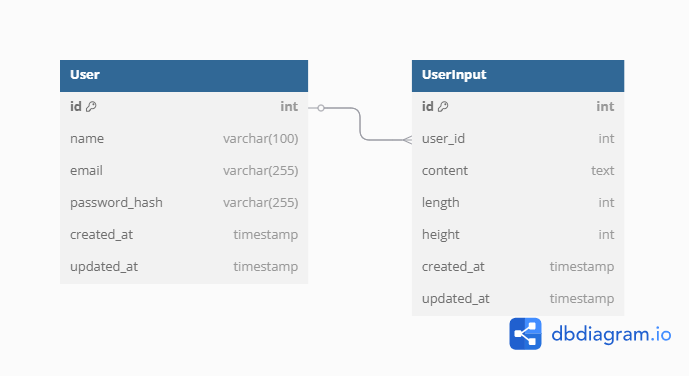 User
id int
name varchar(100)
email varchar(255)
password_hash varchar(255)
created_at timestamp
updated_at timestamp
UserInput
id int
user_id int
content text
length int
height int
created_at timestamp
updated_at timestamp
dbdiagram.io